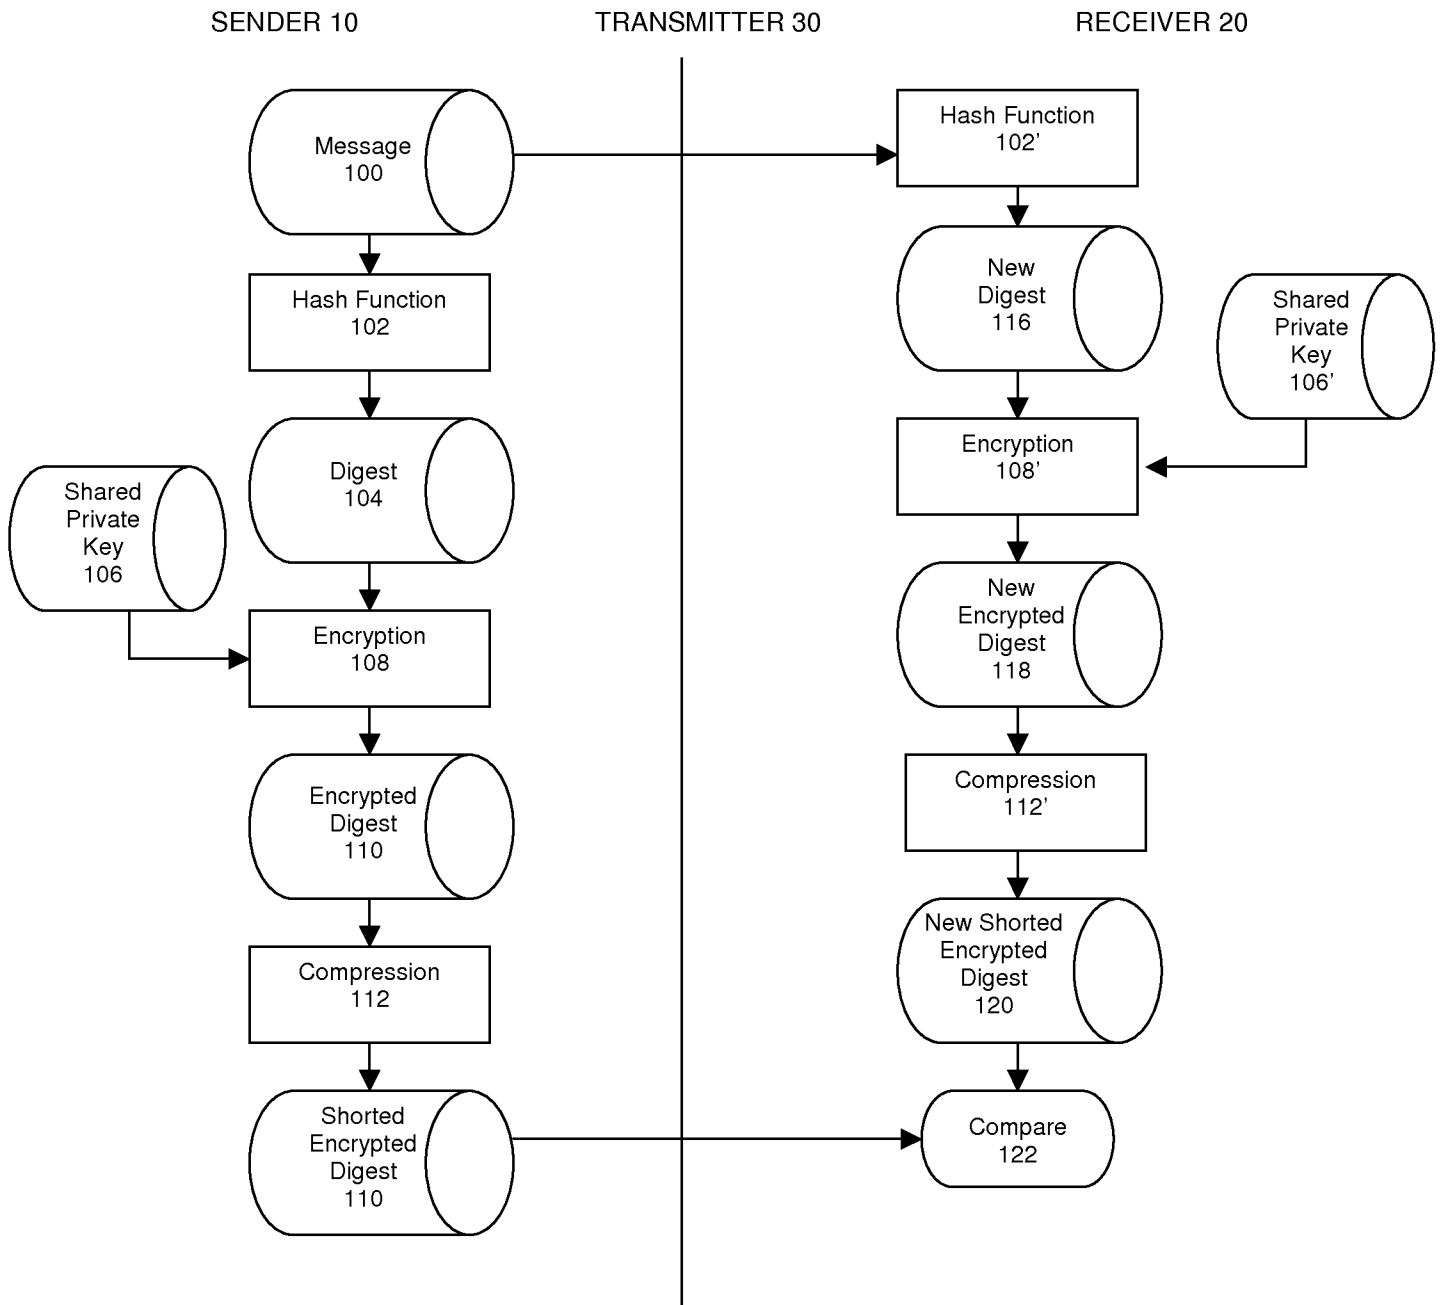 SENDER 10
TRANSMITTER 30
RECEIVER 20
Message
100
Hash Function
102
Digest
104
Shared
Private
Key
106
Encryption
108
Encrypted
Digest
110
Compression
112
Shorted
Encrypted
Digest
110
Hash Function
102'
New
Digest
116
Shared
Private
Key
106'
Encryption
108'
New
Encrypted
Digest
118
Compression
112'
New Shorted
Encrypted
Digest
120
Compare
122